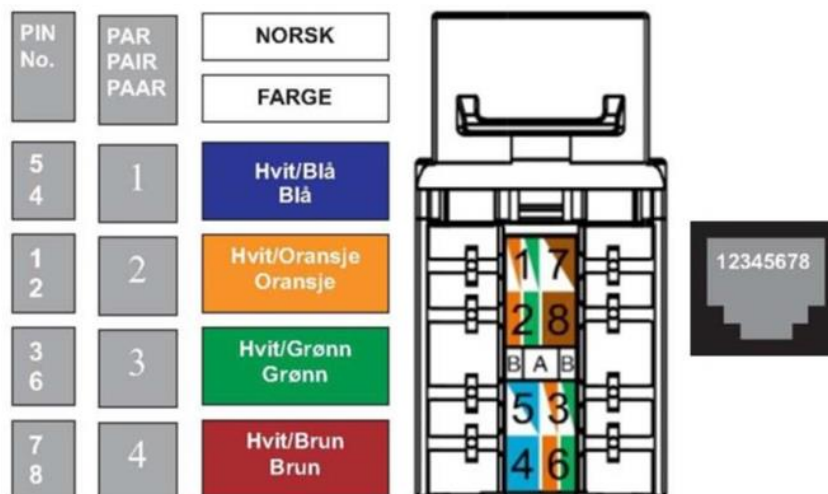 PIN
No.
PAR
PAIR
PAAR
NORSK
FARGE
5
4
1
Hvit/Blå
Blå
1
2
2
Hvit/Oransje
Oransje
3
6
3
Hvit/Grønn
Grønn
7
8
4
Hvit/Brun
Brun
1 7
2 8
B A B
5 3
4 6
12345678